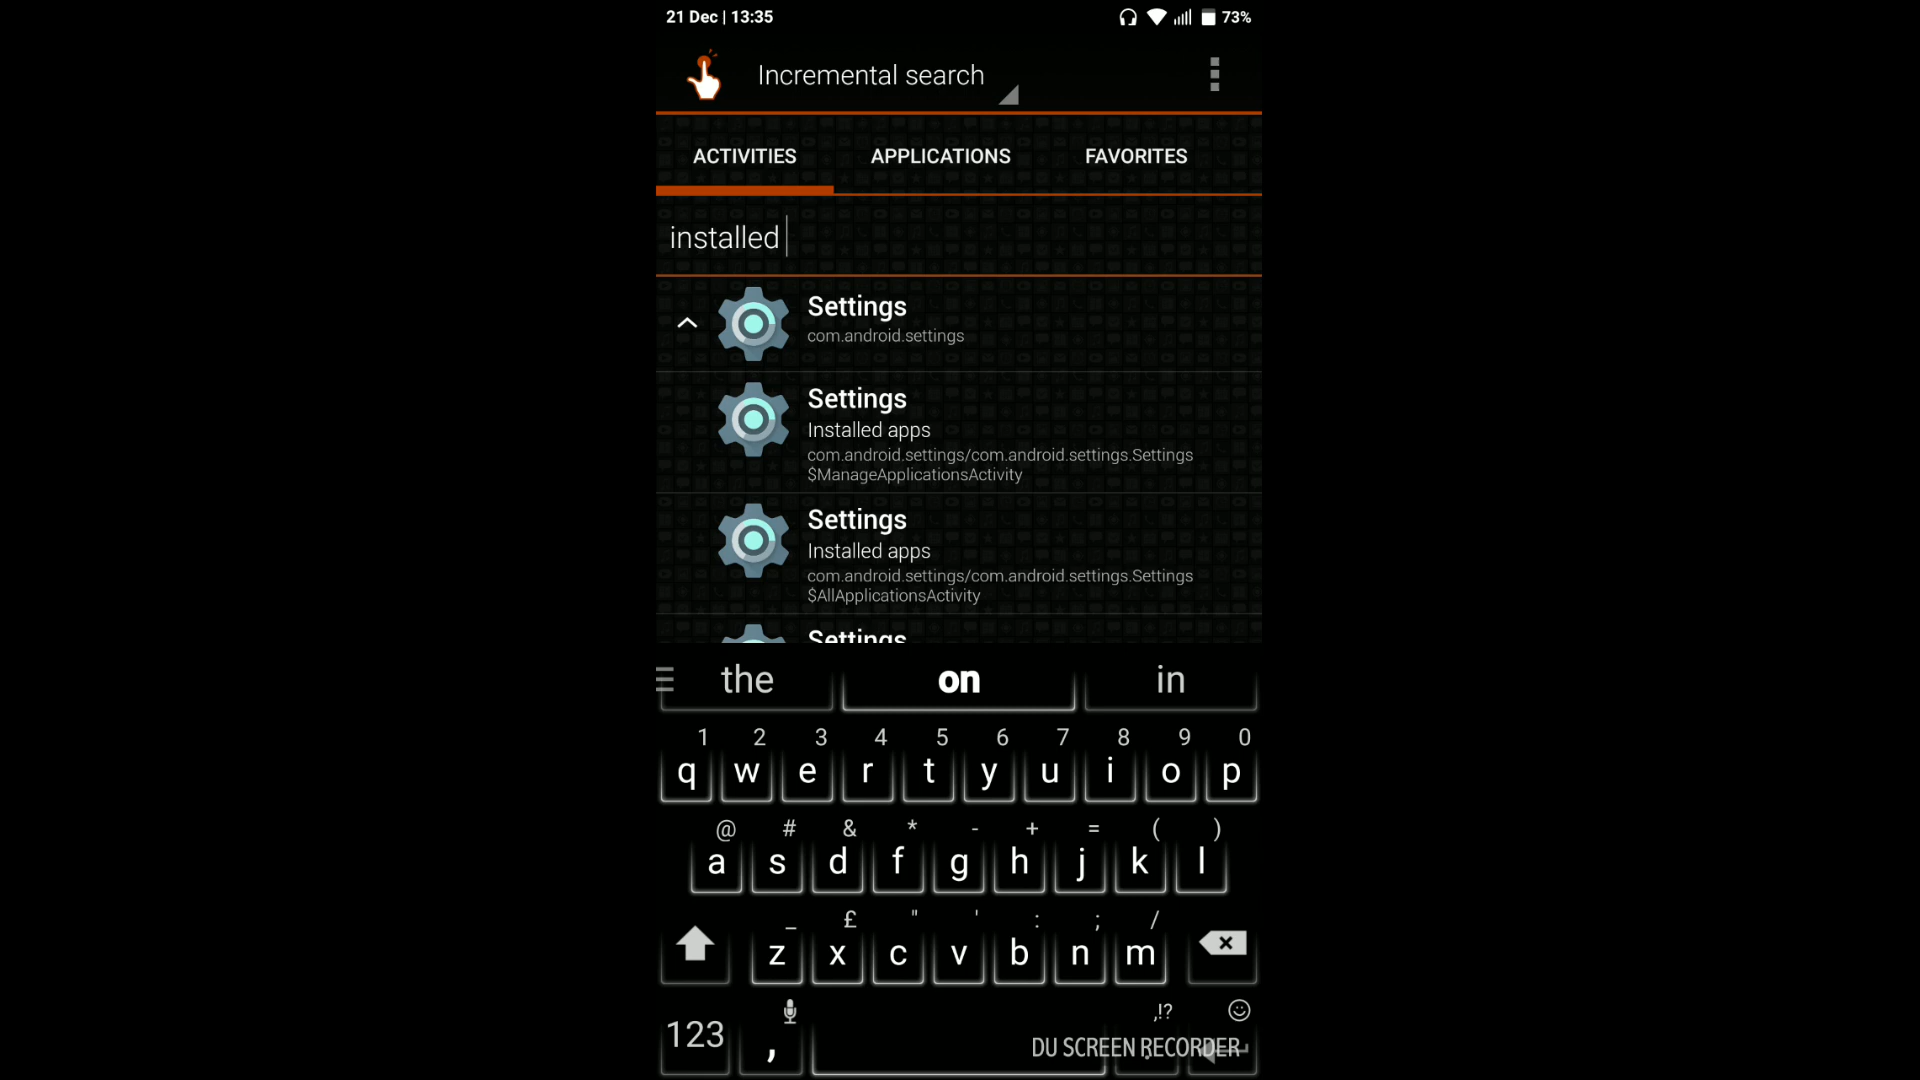 21 Dec | 13:35
73%
Incremental search
ACTIVITIES APPLICATIONS FAVORITES
installed
Settings
com.android.settings
Settings
Installed apps
com.android.settings/com.android.settings.Settings
$ManageApplicationsActivity
Settings
Installed apps
com.android.settings/com.android.settings.Settings
$AllApplicationsActivity
Settings
the on in
1 2 3 4 5 6 7 8 9 0
q w e r t y u i o p
@ # & * - + = ( )
a s d f g h j k l
_ £ " ' : ; /
z x c v b n m
,!?
123 , .
DU SCREEN RECORDER